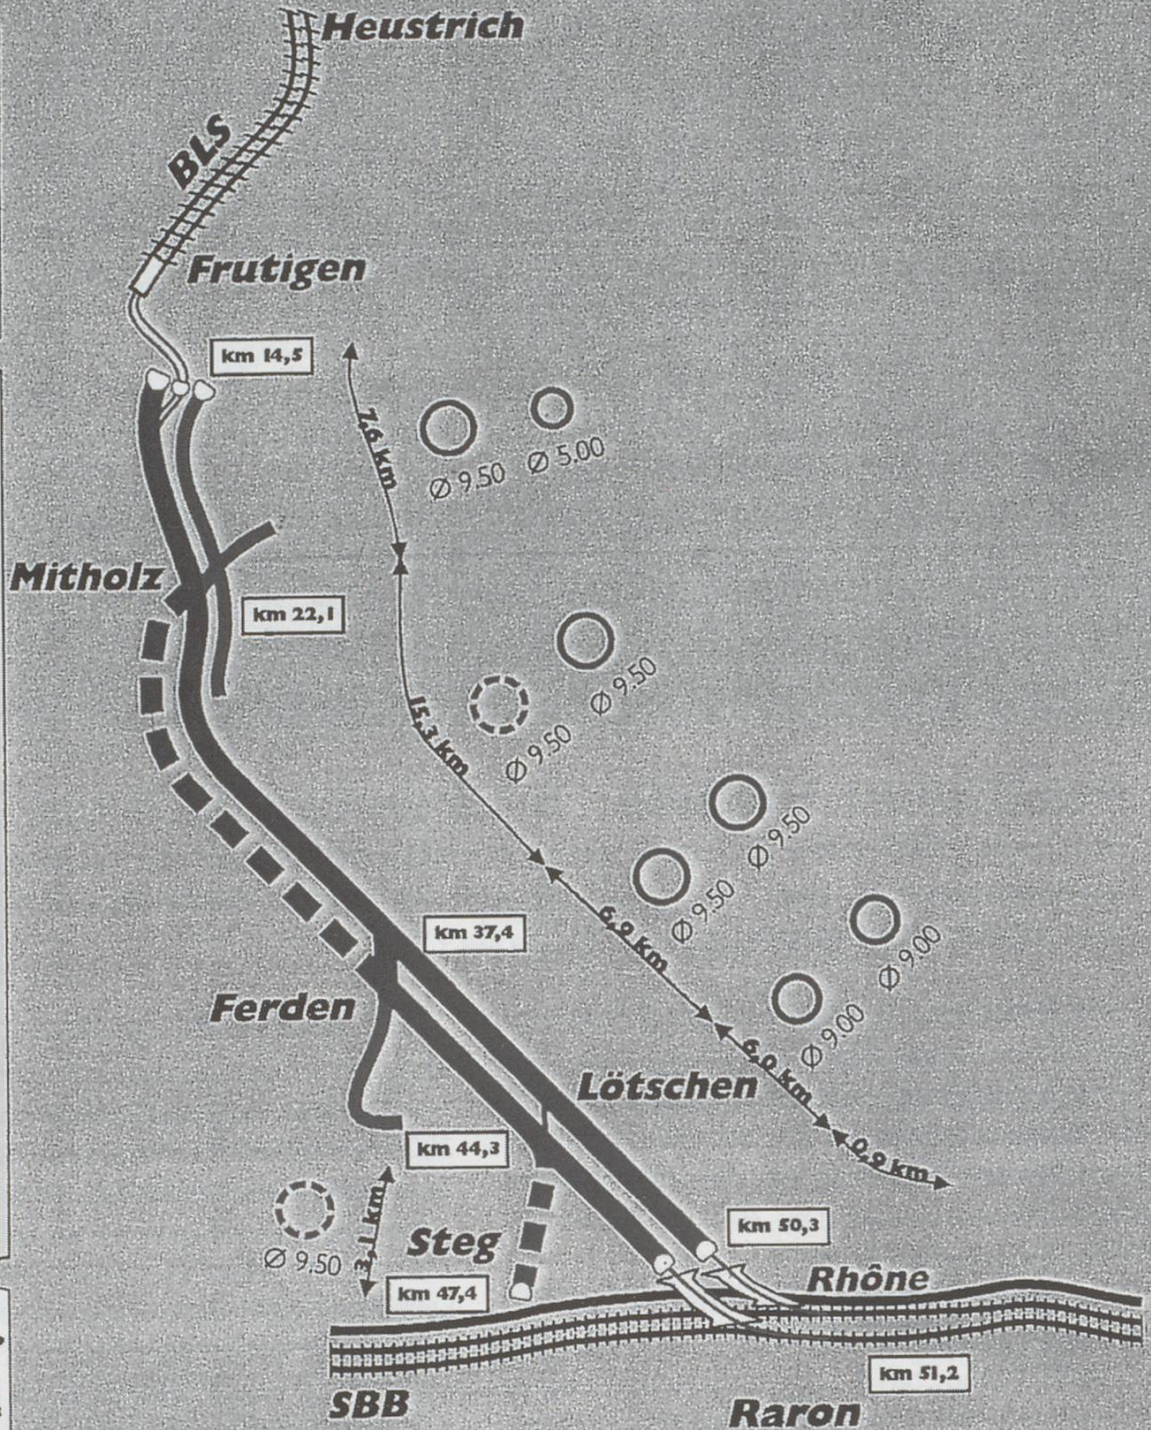 Heustrich
BLS
Frutigen
km 14,5
7,6 km
Ø 9.50
Ø 5.00
Mitholz
km 22,1
Ø 9.50
Ø 9.50
15,3 km
Ø 9.50
Ø 9.50
6,9 km
km 37,4
Ø 9.00
Ø 9.00
Ferden
6,0 km
Lötschen
km 44,3
0,9 km
3,1 km
Ø 9.50
Steg
km 50,3
km 47,4
Rhône
km 51,2
SBB
Raron